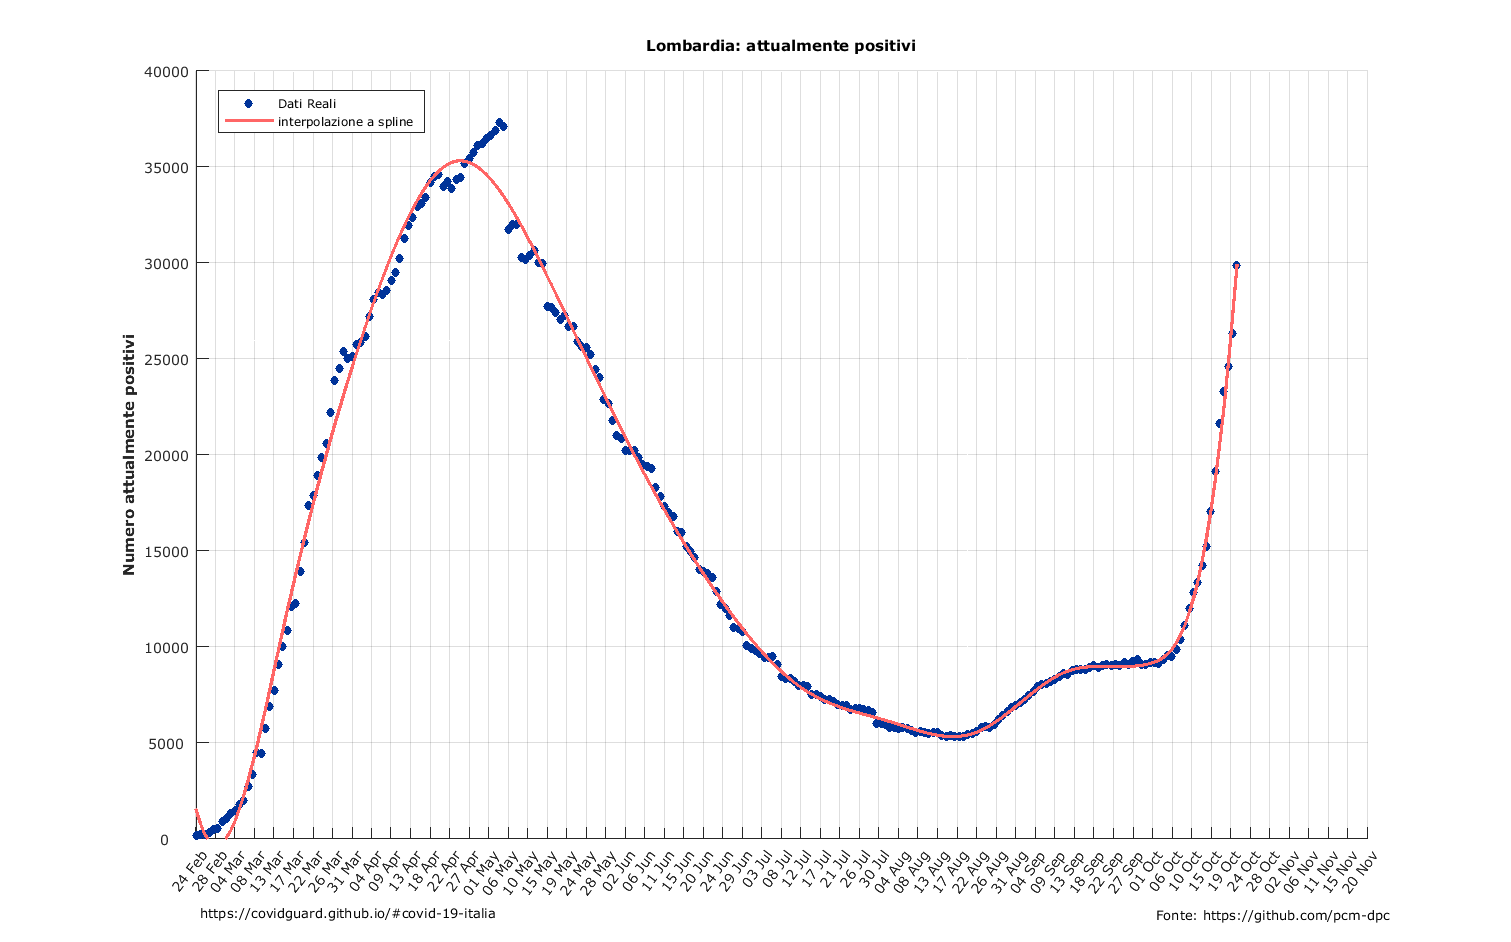 Lombardia: attualmente positivi
40000
35000
30000
25000
20000
15000
10000
5000
0
Dati Reali
interpolazione a spline
Numero attualmente positivi
24 Feb
28 Feb
04 Mar
08 Mar
13 Mar
17 Mar
22 Mar
26 Mar
31 Mar
04 Apr
09 Apr
13 Apr
18 Apr
22 Apr
27 Apr
01 May
06 May
10 May
15 May
19 May
24 May
28 May
02 Jun
06 Jun
11 Jun
15 Jun
20 Jun
24 Jun
29 Jun
03 Jul
08 Jul
12 Jul
17 Jul
21 Jul
26 Jul
30 Jul
04 Aug
08 Aug
13 Aug
17 Aug
22 Aug
26 Aug
31 Aug
04 Sep
09 Sep
13 Sep
18 Sep
22 Sep
27 Sep
01 Oct
06 Oct
10 Oct
15 Oct
19 Oct
24 Oct
28 Oct
02 Nov
06 Nov
11 Nov
15 Nov
20 Nov
https://covidguard.github.io/#covid-19-italia
Fonte: https://github.com/pcm-dpc